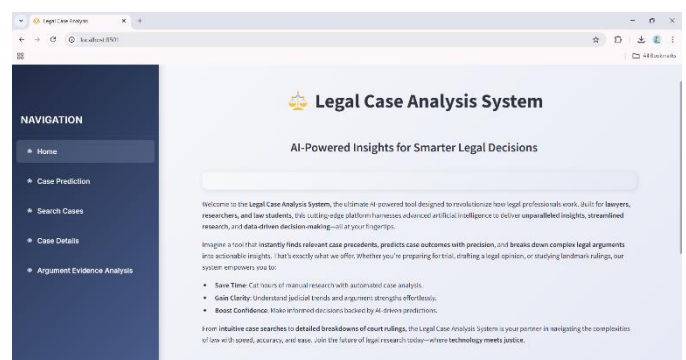 Legal Case Analysis
localhost:8501
All Bookmarks
NAVIGATION
Home
Case Prediction
Search Cases
Case Details
Argument Evidence Analysis
Legal Case Analysis System
AI-Powered Insights for Smarter Legal Decisions
Welcome to the Legal Case Analysis System, the ultimate AI-powered tool designed to revolutionize how legal professionals work. Built for lawyers,
researchers, and law students, this cutting-edge platform harnesses advanced artificial intelligence to deliver unparalleled insights, streamlined
research, and data-driven decision-making—all at your fingertips.
Imagine a tool that instantly finds relevant case precedents, predicts case outcomes with precision, and breaks down complex legal arguments
into actionable insights. That's exactly what we offer. Whether you're preparing for trial, drafting a legal opinion, or studying landmark rulings, our
system empowers you to:
• Save Time: Cut hours of manual research with automated case analysis.
• Gain Clarity: Understand judicial trends and argument strengths effortlessly.
• Boost Confidence: Make informed decisions backed by AI-driven predictions.
From intuitive case searches to detailed breakdowns of court rulings, the Legal Case Analysis System is your partner in navigating the complexities
of law with speed, accuracy, and ease. Join the future of legal research today—where technology meets justice.